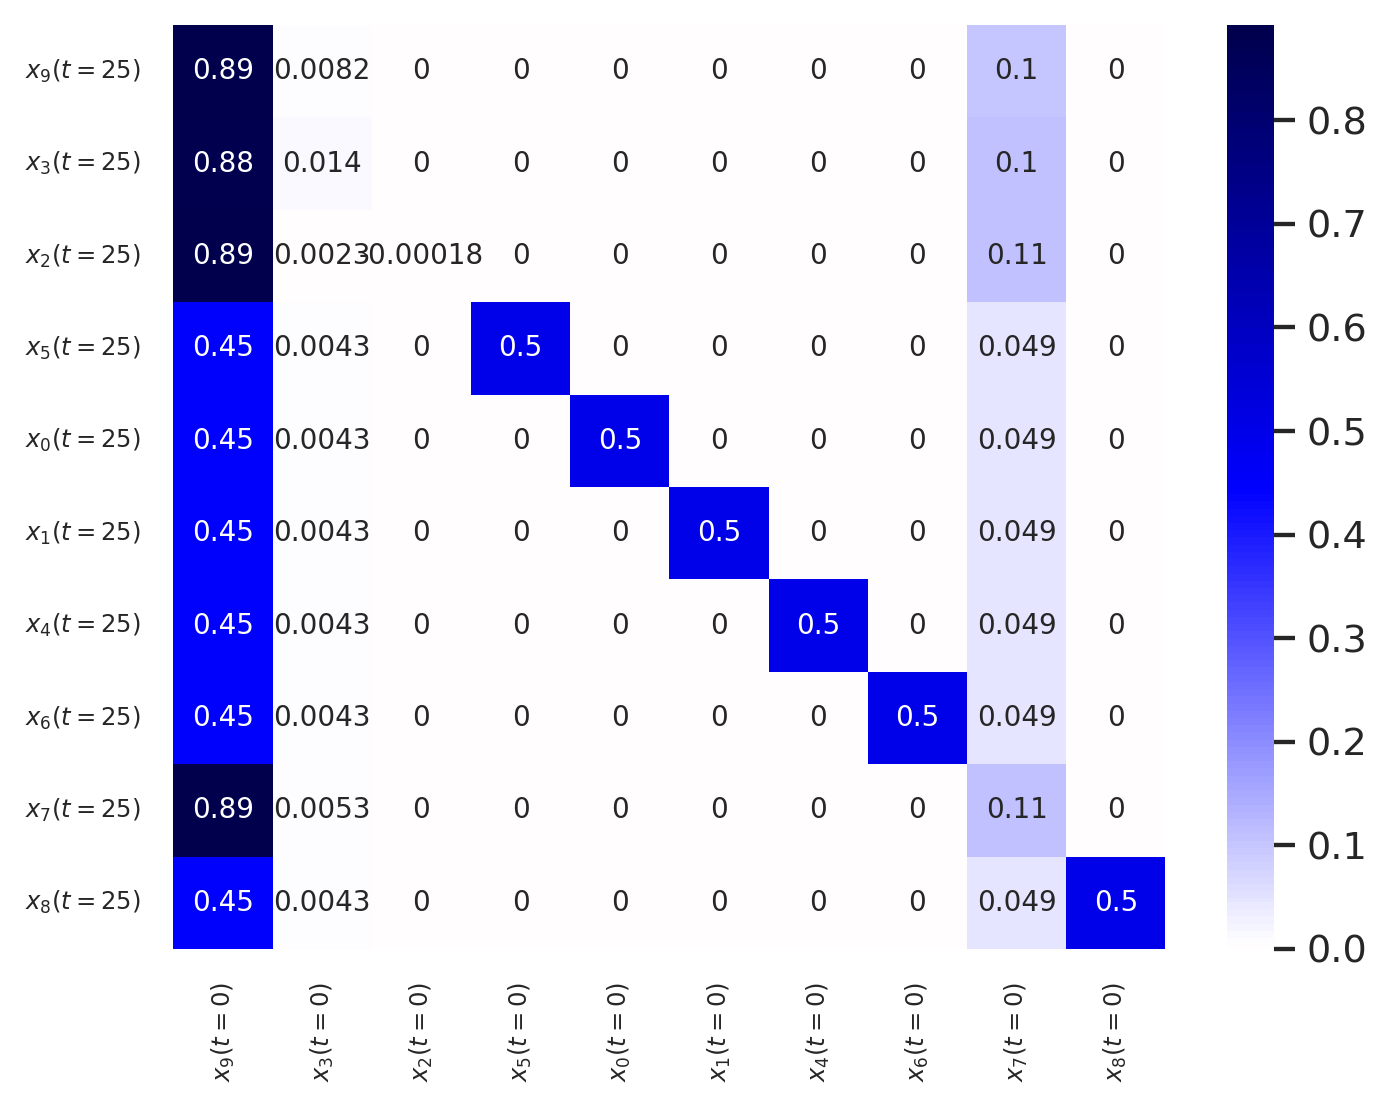 x₉(t = 25) 0.89 0.0082 0 0 0 0 0 0 0.1 0
x₃(t = 25) 0.88 0.014 0 0 0 0 0 0 0.1 0
x₂(t = 25) 0.89 0.0023 -0.00018 0 0 0 0 0 0.11 0
x₅(t = 25) 0.45 0.0043 0 0.5 0 0 0 0 0.049 0
x₀(t = 25) 0.45 0.0043 0 0 0.5 0 0 0 0.049 0
x₁(t = 25) 0.45 0.0043 0 0 0 0.5 0 0 0.049 0
x₄(t = 25) 0.45 0.0043 0 0 0 0 0.5 0 0.049 0
x₆(t = 25) 0.45 0.0043 0 0 0 0 0 0.5 0.049 0
x₇(t = 25) 0.89 0.0053 0 0 0 0 0 0 0.11 0
x₈(t = 25) 0.45 0.0043 0 0 0 0 0 0 0.049 0.5
x₉(t = 0)
x₃(t = 0)
x₂(t = 0)
x₅(t = 0)
x₀(t = 0)
x₁(t = 0)
x₄(t = 0)
x₆(t = 0)
x₇(t = 0)
x₈(t = 0)
0.8
0.7
0.6
0.5
0.4
0.3
0.2
0.1
0.0